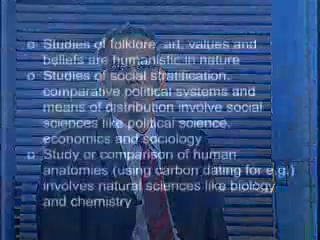 o Studies of folklore, art, values and
beliefs are humanistic in nature
o Studies of social stratification,
comparative political systems and
means of distribution involve social
sciences like political science,
economics and sociology
o Study or comparison of human
anatomies (using carbon dating for e.g.)
involves natural sciences like biology
and chemistry